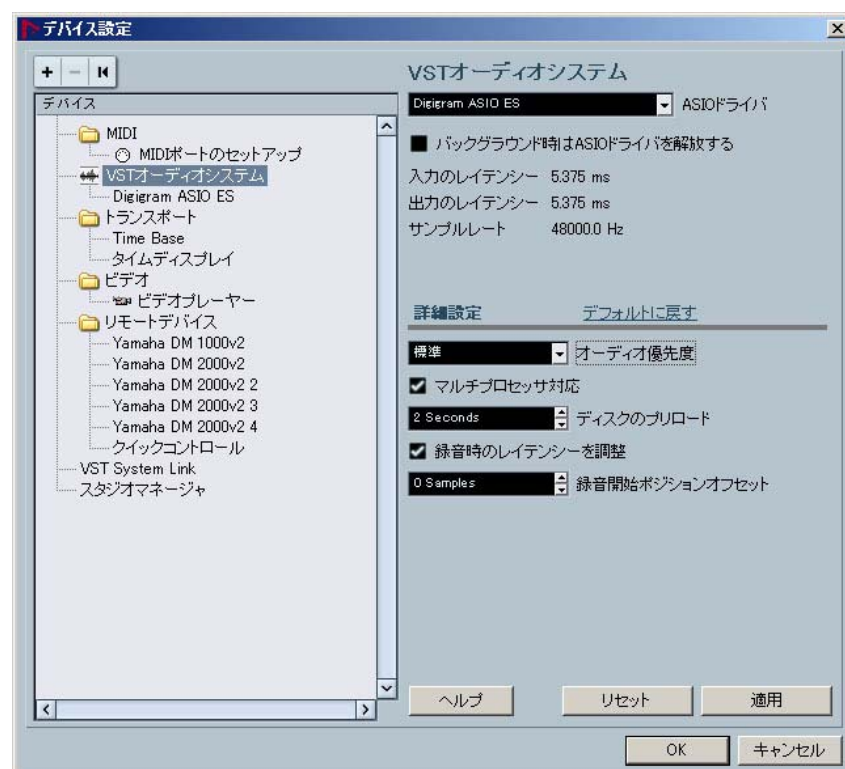 デバイス設定
デバイス
MIDI
MIDIポートのセットアップ
VSTオーディオシステム
Digigram ASIO ES
トランスポート
Time Base
タイムディスプレイ
ビデオ
ビデオプレーヤー
リモートデバイス
Yamaha DM 1000v2
Yamaha DM 2000v2
Yamaha DM 2000v2 2
Yamaha DM 2000v2 3
Yamaha DM 2000v2 4
クイックコントロール
VST System Link
スタジオマネージャ
VSTオーディオシステム
Digigram ASIO ES ASIOドライバ
バックグラウンド時はASIOドライバを解放する
入力のレイテンシー 5.375 ms
出力のレイテンシー 5.375 ms
サンプルレート 48000.0 Hz
詳細設定 デフォルトに戻す
標準 オーディオ優先度
マルチプロセッサ対応
2 Seconds ディスクのプリロード
録音時のレイテンシーを調整
0 Samples 録音開始ポジションオフセット
ヘルプ リセット 適用
OK キャンセル